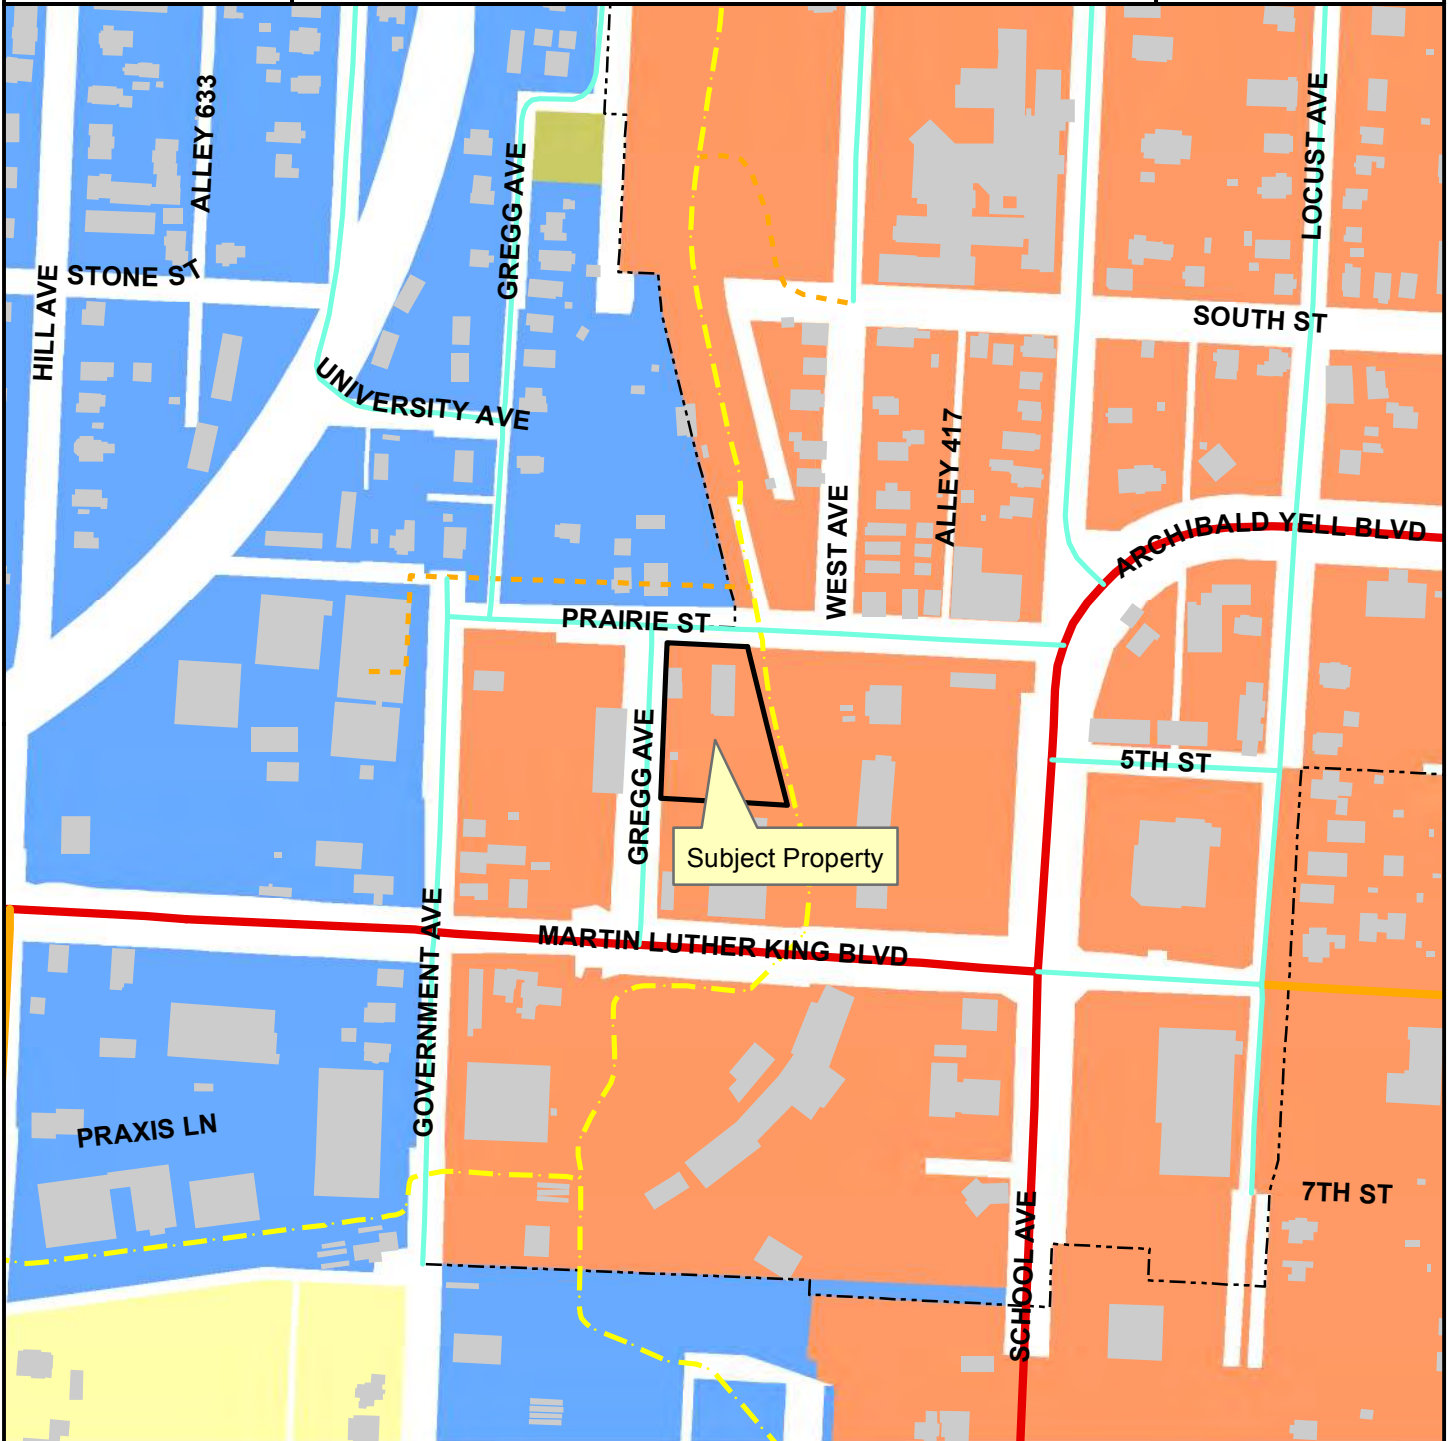 ALLEY 633
LOCUST AVE
GREGG AVE
STONE ST
HILL AVE
SOUTH ST
UNIVERSITY AVE
ALLEY 417
WEST AVE
ARCHIBALD YELL BLVD
PRAIRIE ST
5TH ST
GREGG AVE
Subject Property
MARTIN LUTHER KING BLVD
GOVERNMENT AVE
PRAXIS LN
7TH ST
SCHOOL AVE